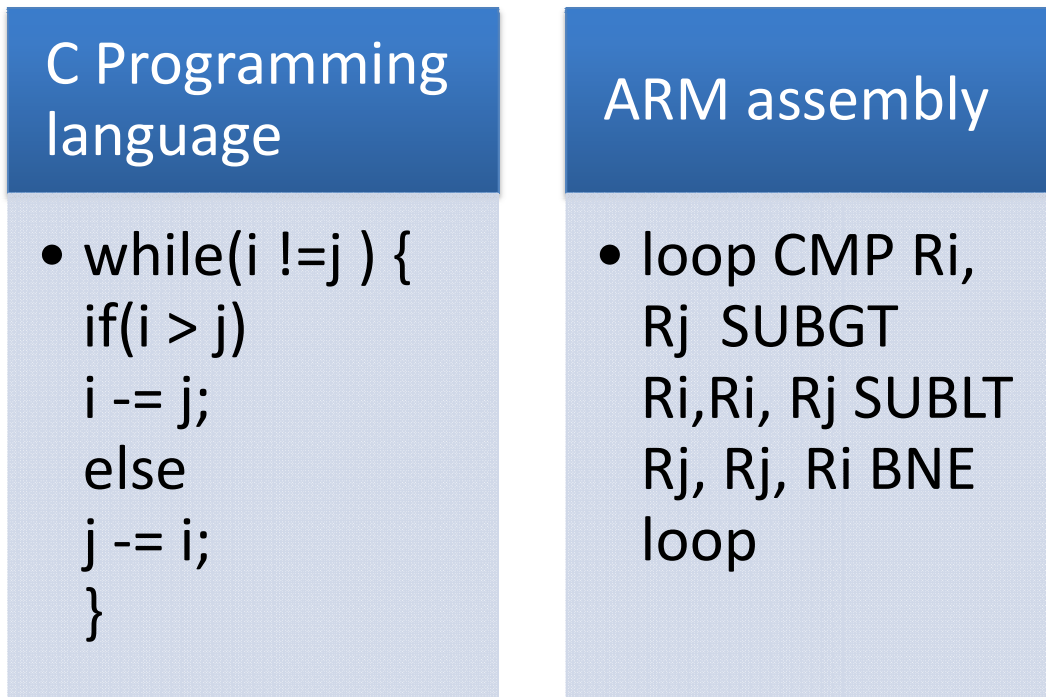 C Programming
language
• while(i !=j ) {
if(i > j)
i -= j;
else
j -= i;
}
ARM assembly
• loop CMP Ri,
Rj  SUBGT
Ri,Ri, Rj SUBLT
Rj, Rj, Ri BNE
loop